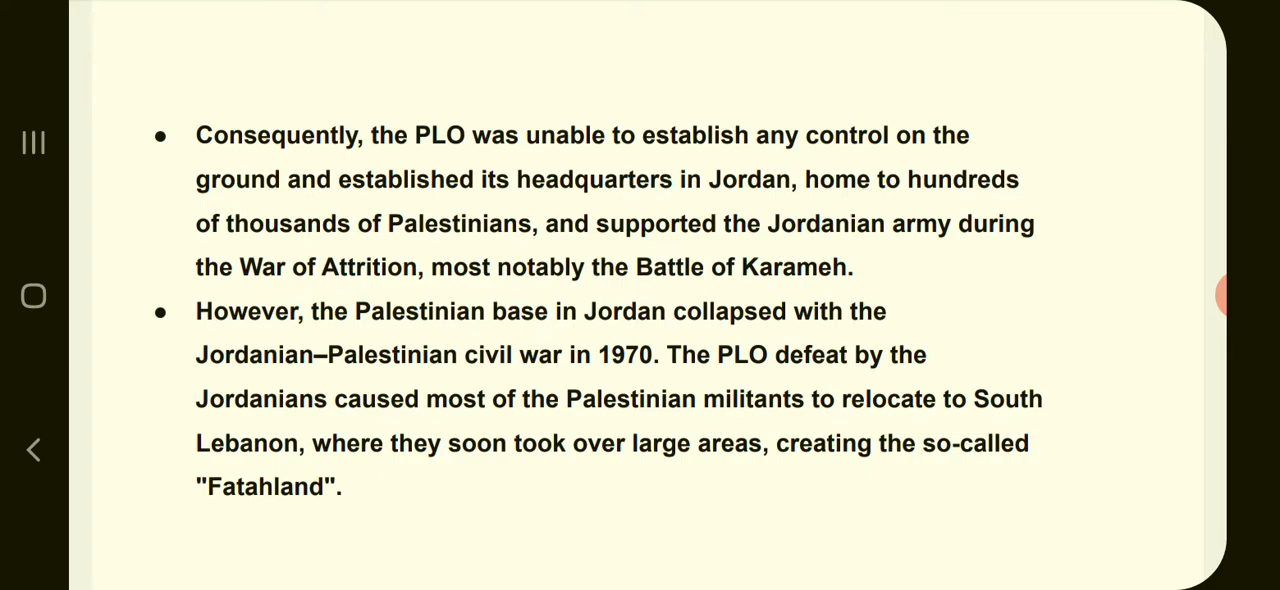 ● Consequently, the PLO was unable to establish any control on the
ground and established its headquarters in Jordan, home to hundreds
of thousands of Palestinians, and supported the Jordanian army during
the War of Attrition, most notably the Battle of Karameh.
● However, the Palestinian base in Jordan collapsed with the
Jordanian–Palestinian civil war in 1970. The PLO defeat by the
Jordanians caused most of the Palestinian militants to relocate to South
Lebanon, where they soon took over large areas, creating the so-called
"Fatahland".